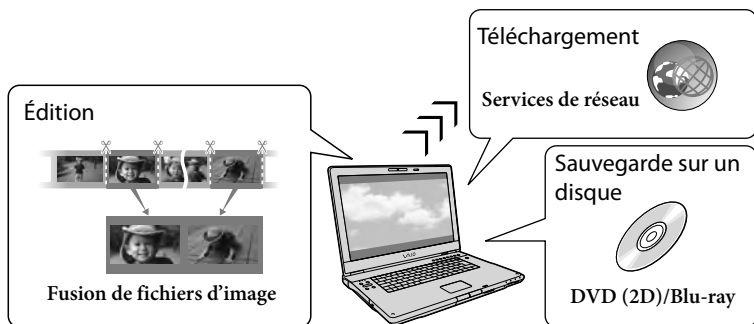 Édition
Fusion de fichiers d'image
Téléchargement
Services de réseau
Sauvegarde sur un
disque
DVD (2D)/Blu-ray
VAIO